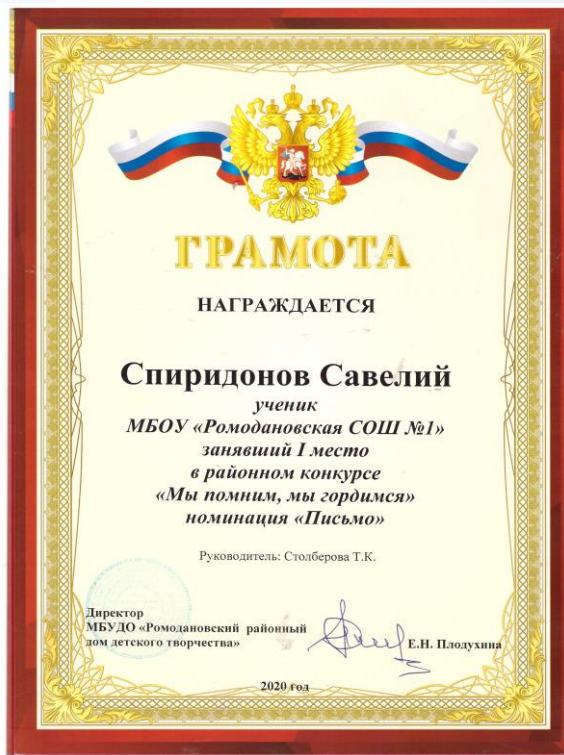 ГРАМОТА
НАГРАЖДАЕТСЯ
Спиридонов Савелий
ученик
МБОУ «Ромодановская СОШ №1»
занявший I место
в районном конкурсе
«Мы помним, мы гордимся»
номинация «Письмо»
Руководитель: Столберова Т.К.
Директор
МБУДО «Ромодановский районный
дом детского творчества»
Е.Н. Плодухина
2020 год